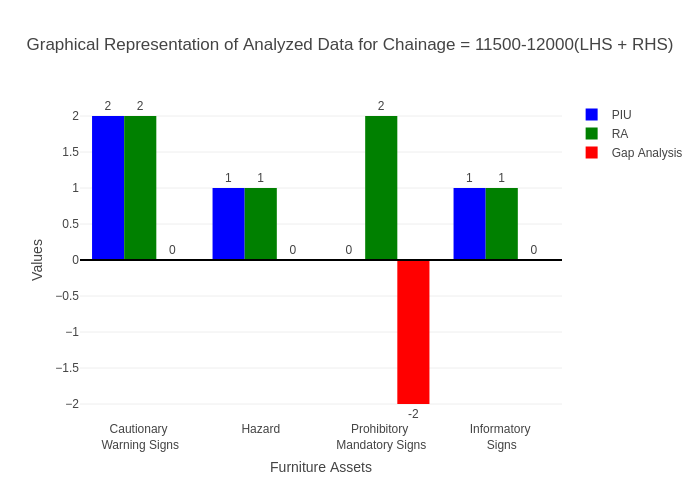 Graphical Representation of Analyzed Data for Chainage = 11500-12000(LHS + RHS)
PIU
RA
Gap Analysis
Values
2
1.5
1
0.5
0
−0.5
−1
−1.5
−2
2 2 0
1 1 0
0 2 -2
1 1 0
Cautionary
Warning Signs
Hazard
Prohibitory
Mandatory Signs
Informatory
Signs
Furniture Assets